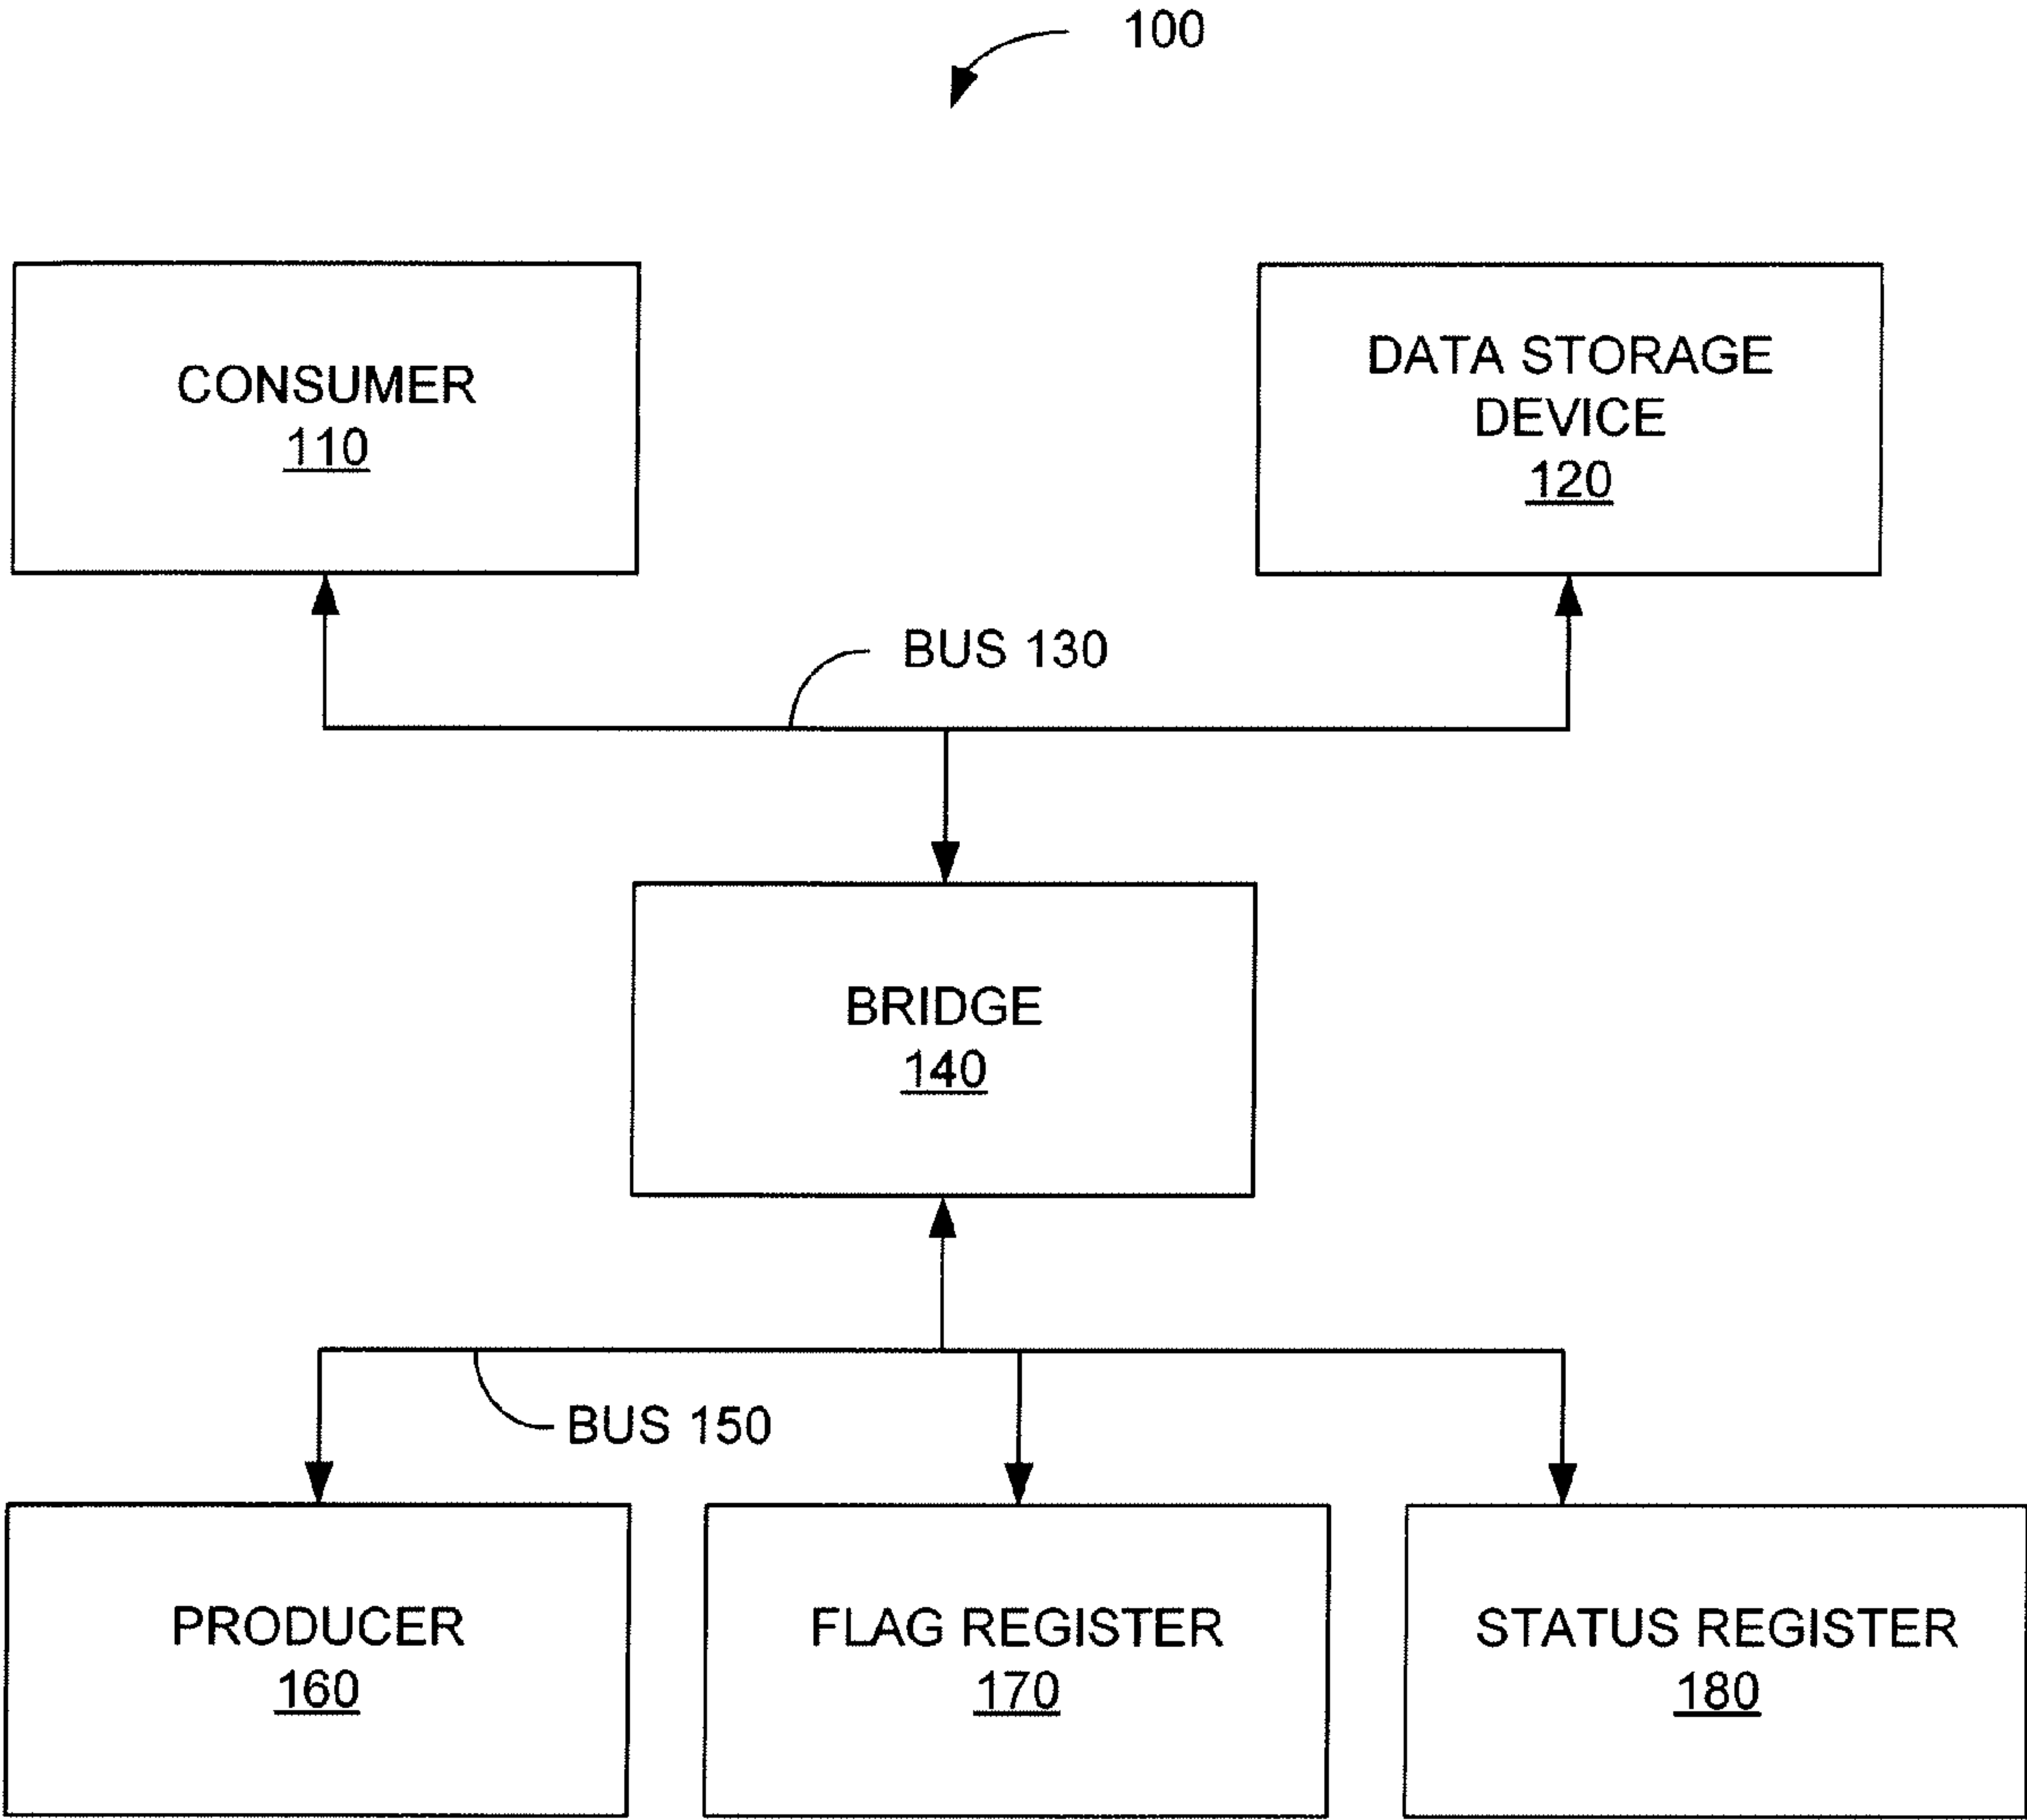 100
CONSUMER
110
DATA STORAGE
DEVICE
120
BUS 130
BRIDGE
140
BUS 150
PRODUCER
160
FLAG REGISTER
170
STATUS REGISTER
180